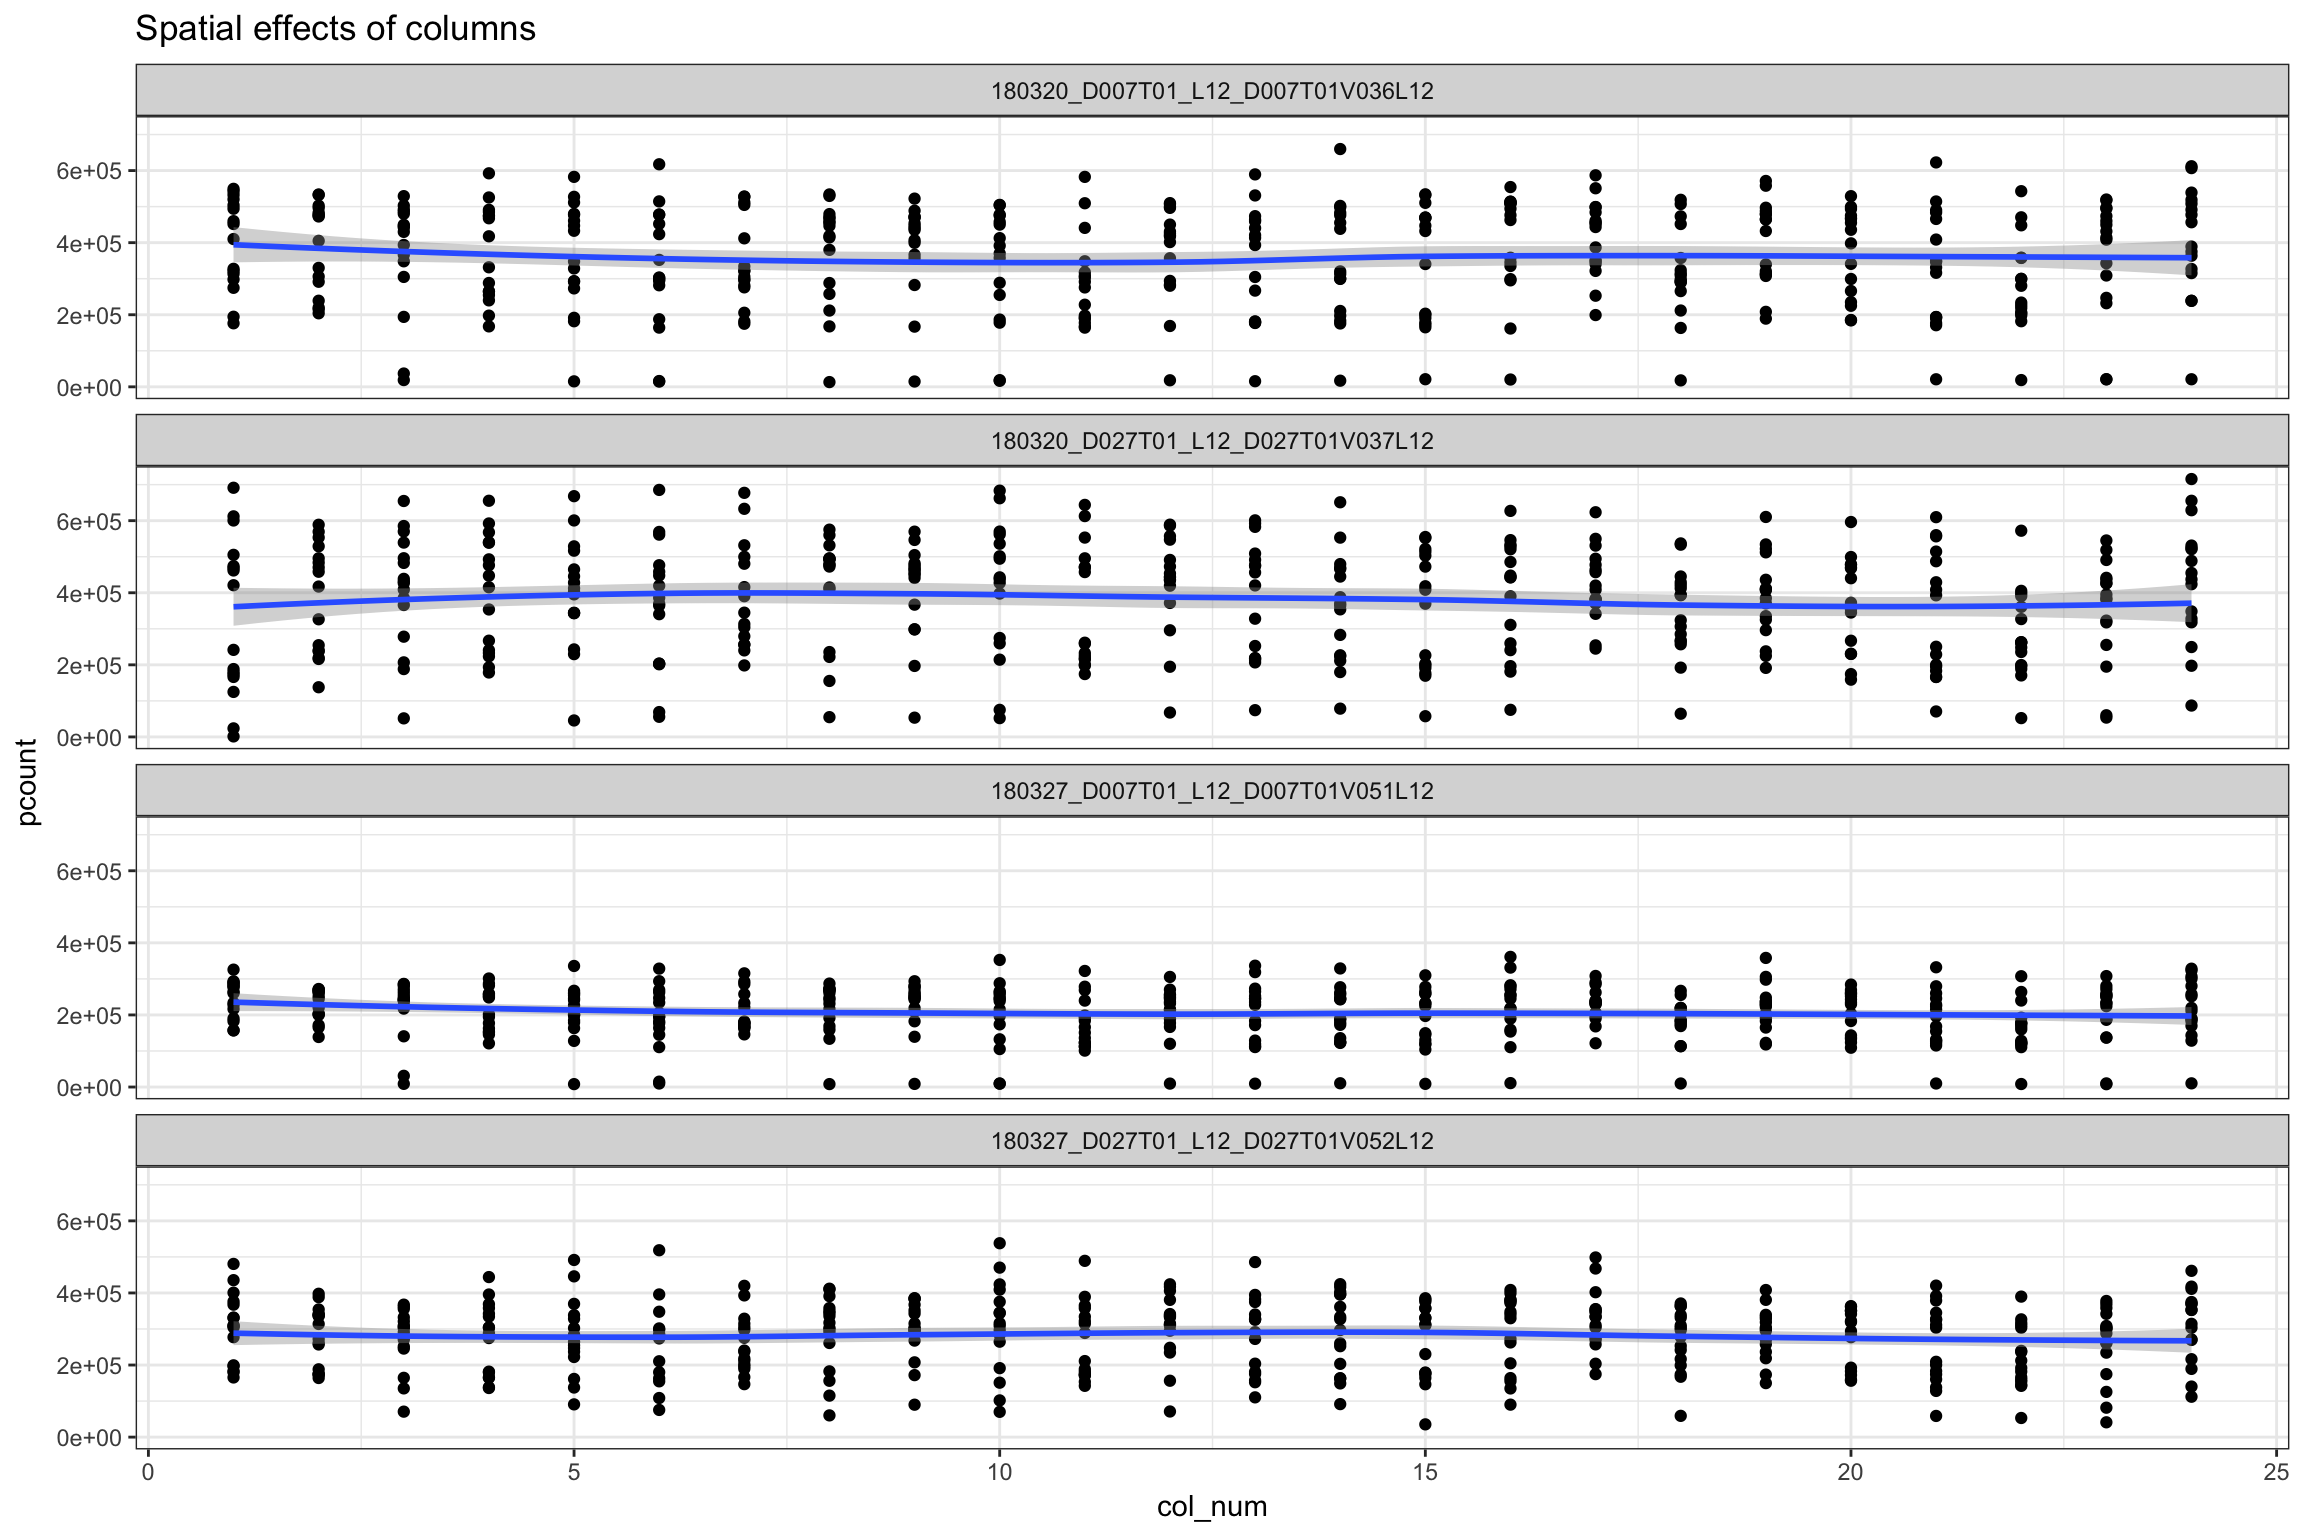 Spatial effects of columns
180320_D007T01_L12_D007T01V036L12
6e+05
4e+05
2e+05
0e+00
180320_D027T01_L12_D027T01V037L12
6e+05
4e+05
2e+05
0e+00
pcount
180327_D007T01_L12_D007T01V051L12
6e+05
4e+05
2e+05
0e+00
180327_D027T01_L12_D027T01V052L12
6e+05
4e+05
2e+05
0e+00
0 5 10 15 20 25
col_num